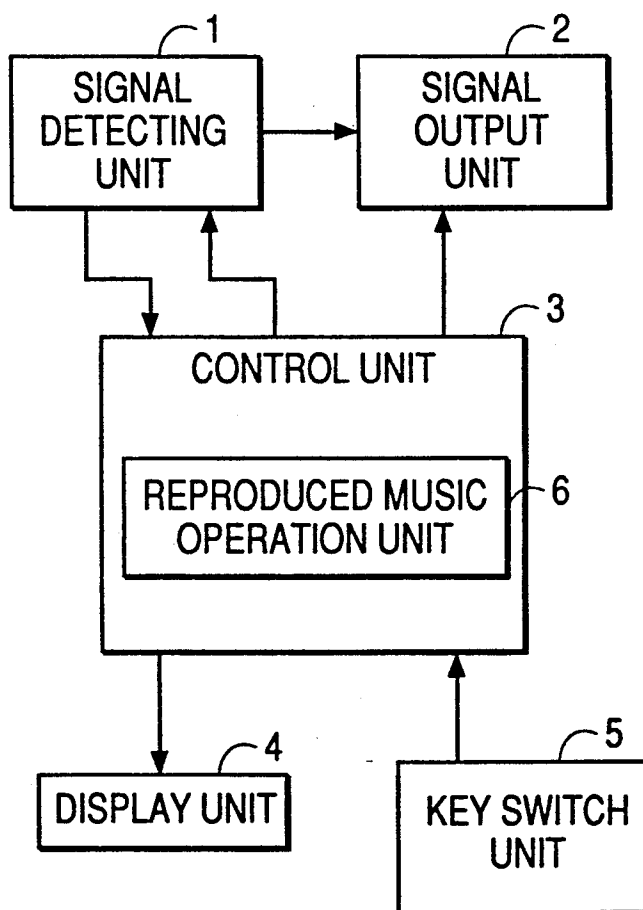 1
SIGNAL
DETECTING
UNIT
2
SIGNAL
OUTPUT
UNIT
3
CONTROL UNIT
REPRODUCED MUSIC
OPERATION UNIT
6
4
DISPLAY UNIT
5
KEY SWITCH
UNIT